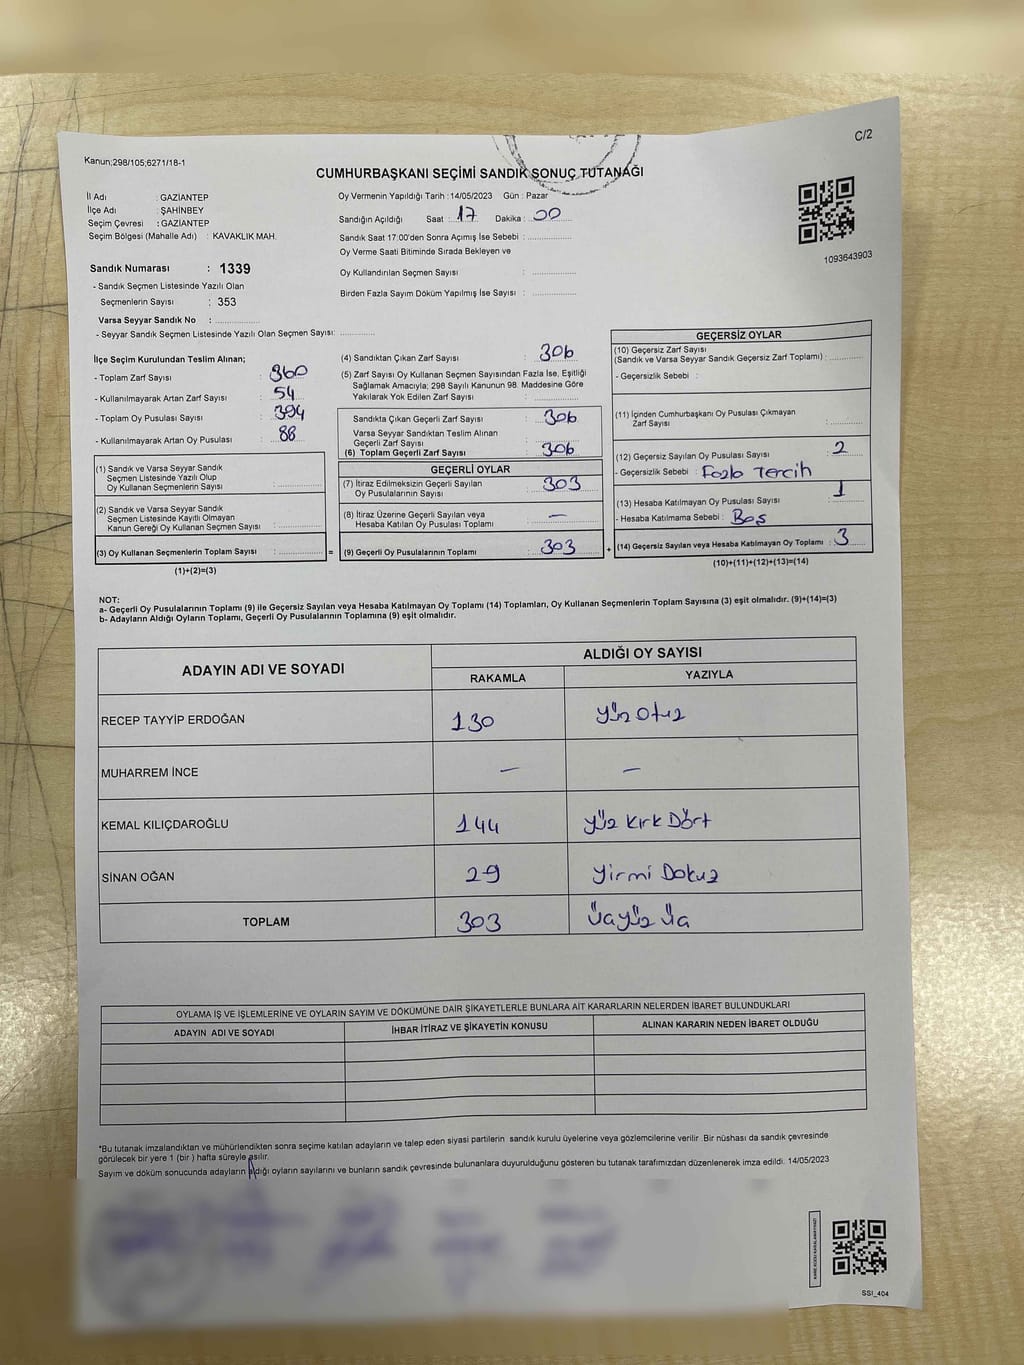 C/2
Kanun;298/105;6271/18-1
CUMHURBAŞKANI SEÇİMİ SANDIK SONUÇ TUTANAĞI
İl Adı : GAZİANTEP
İlçe Adı : ŞAHİNBEY
Seçim Çevresi : GAZİANTEP
Seçim Bölgesi (Mahalle Adı) : KAVAKLIK MAH.
Oy Vermenin Yapıldığı Tarih :14/05/2023 Gün : Pazar
Sandığın Açıldığı Saat : 17 Dakika : 00
Sandık Saat 17:00'den Sonra Açımış İse Sebebi :
Oy Verme Saati Bitiminde Sırada Bekleyen ve
Oy Kullandırılan Seçmen Sayısı :
Birden Fazla Sayım Döküm Yapılmış İse Sayısı :
1093643903
Sandık Numarası : 1339
- Sandık Seçmen Listesinde Yazılı Olan
Seçmenlerin Sayısı : 353
Varsa Seyyar Sandık No :
- Seyyar Sandık Seçmen Listesinde Yazılı Olan Seçmen Sayısı:
İlçe Seçim Kurulundan Teslim Alınan;
- Toplam Zarf Sayısı : 360
- Kullanılmayarak Artan Zarf Sayısı : 54
- Toplam Oy Pusulası Sayısı : 394
- Kullanılmayarak Artan Oy Pusulası : 88
(1) Sandık ve Varsa Seyyar Sandık
Seçmen Listesinde Yazılı Olup
Oy Kullanan Seçmenlerin Sayısı :
(2) Sandık ve Varsa Seyyar Sandık
Seçmen Listesinde Kayıtlı Olmayan
Kanun Gereği Oy Kullanan Seçmen Sayısı :
(3) Oy Kullanan Seçmenlerin Toplam Sayısı : =
(1)+(2)=(3)
(4) Sandıktan Çıkan Zarf Sayısı : 306
(5) Zarf Sayısı Oy Kullanan Seçmen Sayısından Fazla İse, Eşitliği
Sağlamak Amacıyla; 298 Sayılı Kanunun 98. Maddesine Göre
Yakılarak Yok Edilen Zarf Sayısı :
Sandıkta Çıkan Geçerli Zarf Sayısı : 306
Varsa Seyyar Sandıktan Teslim Alınan
Geçerli Zarf Sayısı :
(6) Toplam Geçerli Zarf Sayısı : 306
GEÇERLİ OYLAR
(7) İtiraz Edilmeksizin Geçerli Sayılan
Oy Pusulalarının Sayısı : 303
(8) İtiraz Üzerine Geçerli Sayılan veya
Hesaba Katılan Oy Pusulası Toplamı : —
(9) Geçerli Oy Pusulalarının Toplamı : 303 +
GEÇERSİZ OYLAR
(10) Geçersiz Zarf Sayısı
(Sandık ve Varsa Seyyar Sandık Geçersiz Zarf Toplamı) :
- Geçersizlik Sebebi :
(11) İçinden Cumhurbaşkanı Oy Pusulası Çıkmayan
Zarf Sayısı :
(12) Geçersiz Sayılan Oy Pusulası Sayısı : 2
- Geçersizlik Sebebi : Fazla Tercih
(13) Hesaba Katılmayan Oy Pusulası Sayısı : 1
- Hesaba Katılmama Sebebi : Boş
(14) Geçersiz Sayılan veya Hesaba Katılmayan Oy Toplamı : 3
(10)+(11)+(12)+(13)=(14)
NOT:
a- Geçerli Oy Pusulalarının Toplamı (9) ile Geçersiz Sayılan veya Hesaba Katılmayan Oy Toplamı (14) Toplamları, Oy Kullanan Seçmenlerin Toplam Sayısına (3) eşit olmalıdır. (9)+(14)=(3)
b- Adayların Aldığı Oyların Toplamı, Geçerli Oy Pusulalarının Toplamına (9) eşit olmalıdır.
ADAYIN ADI VE SOYADI ALDIĞI OY SAYISI
RAKAMLA YAZIYLA
RECEP TAYYİP ERDOĞAN 130 Yüz Otuz
MUHARREM İNCE — —
KEMAL KILIÇDAROĞLU 144 Yüz Kırk Dört
SİNAN OĞAN 29 Yirmi Dokuz
TOPLAM 303 Üçyüz Üç
OYLAMA İŞ VE İŞLEMLERİNE VE OYLARIN SAYIM VE DÖKÜMÜNE DAİR ŞİKAYETLERLE BUNLARA AİT KARARLARIN NELERDEN İBARET BULUNDUKLARI
ADAYIN ADI VE SOYADI İHBAR İTİRAZ VE ŞİKAYETİN KONUSU ALINAN KARARIN NEDEN İBARET OLDUĞU
*Bu tutanak imzalandıktan ve mühürlendikten sonra seçime katılan adayların ve talep eden siyasi partilerin sandık kurulu üyelerine veya gözlemcilerine verilir. Bir nüshası da sandık çevresinde
görülecek bir yere 1 (bir ) hafta süreyle asılır.
Sayım ve döküm sonucunda adayların aldığı oyların sayılarını ve bunların sandık çevresinde bulunanlara duyurulduğunu gösteren bu tutanak tarafımızdan düzenlenerek imza edildi. 14/05/2023
SSI_404